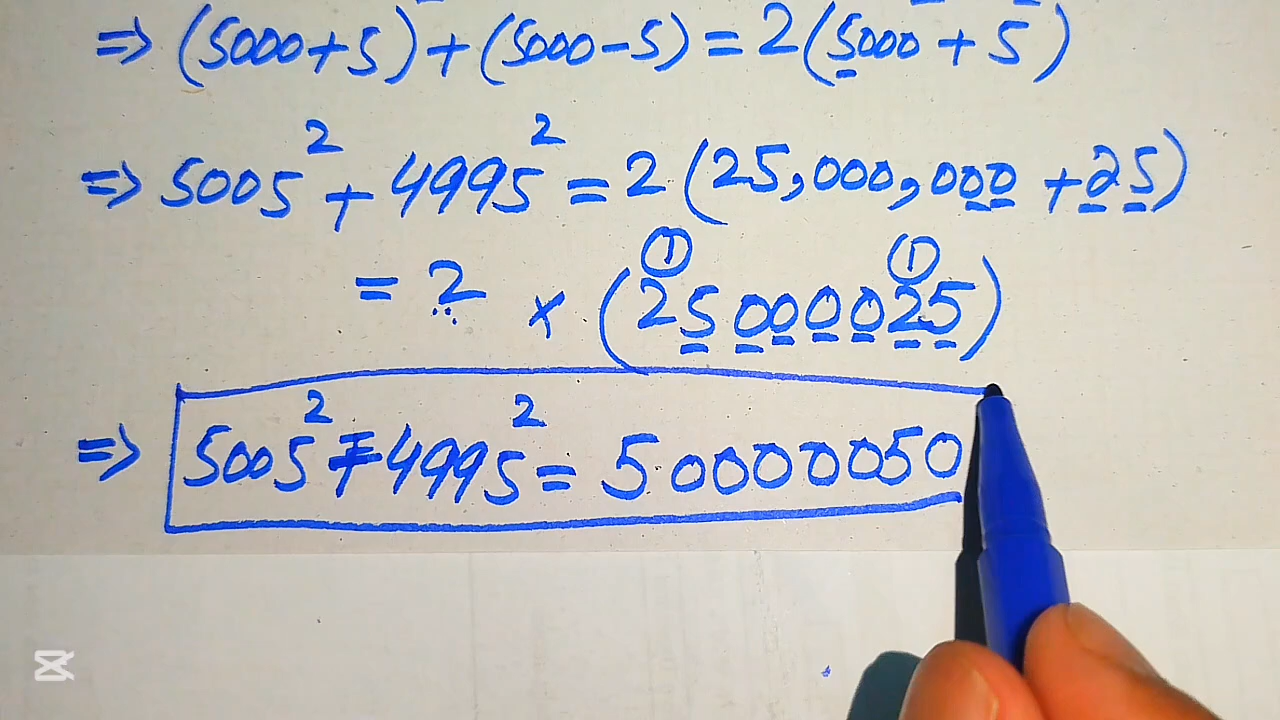 ⇒ (5000+5) + (5000-5) = 2(5000 + 5)
⇒ 5005² + 4995² = 2(25,000,000 + 25)
= 2 × (25000025)
⇒ 5005² + 4995² = 50000050